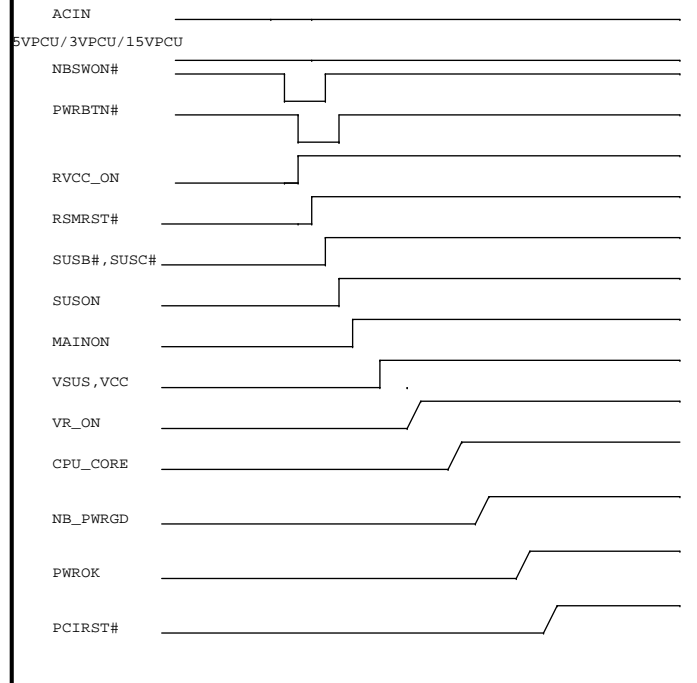 ACIN
5VPCU/3VPCU/15VPCU
NBSWON#
PWRBTN#
RVCC_ON
RSMRST#
SUSB#,SUSC#
SUSON
MAINON
VSUS,VCC
VR_ON
CPU_CORE
NB_PWRGD
PWROK
PCIRST#